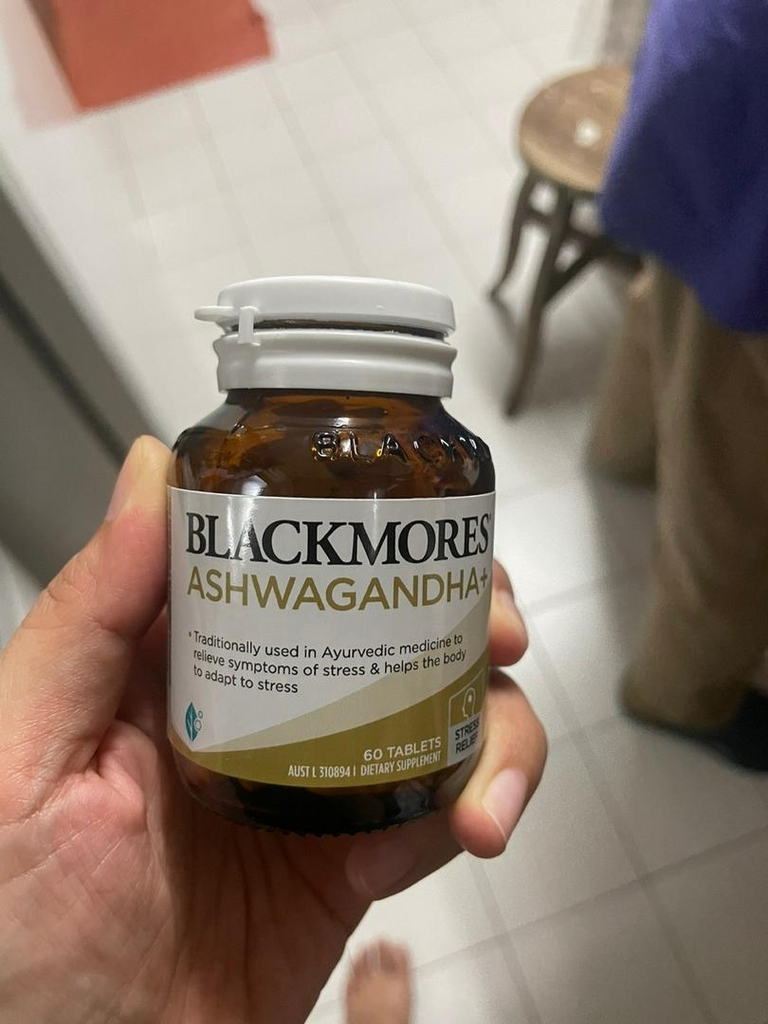 BLACK
BLACKMORES®
ASHWAGANDHA+
*Traditionally used in Ayurvedic medicine to
relieve symptoms of stress & helps the body
to adapt to stress
STRESS
RELIEF
60 TABLETS
AUST L 310894 | DIETARY SUPPLEMENT